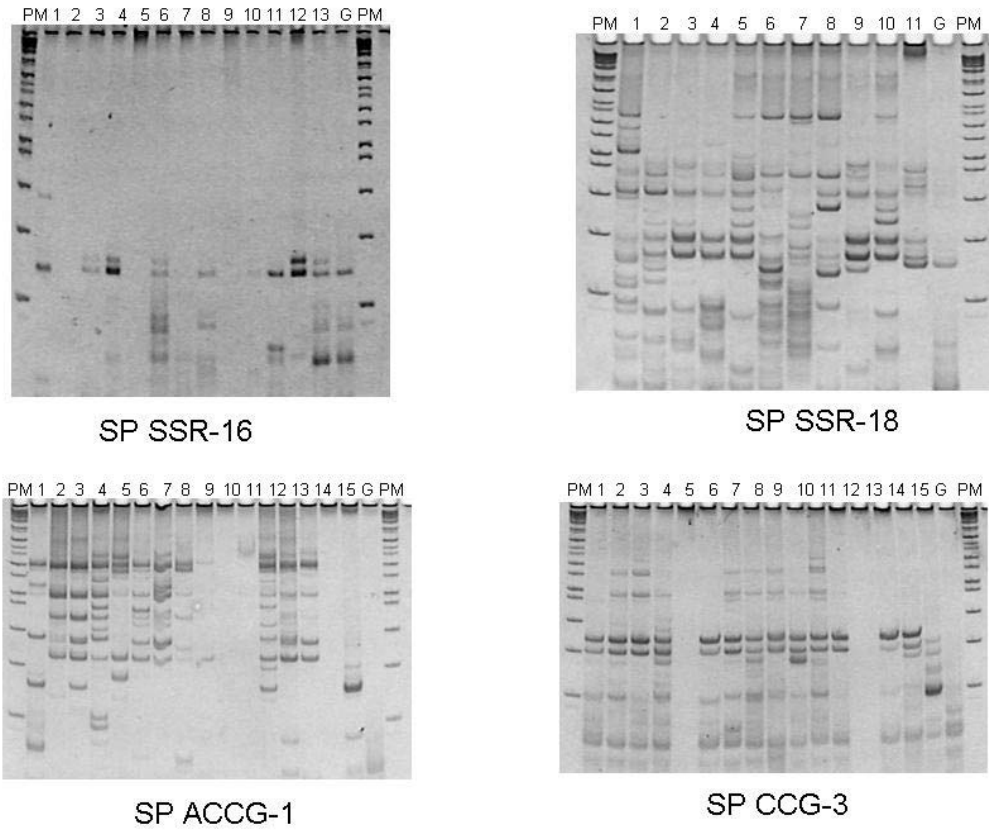 PM 1 2 3 4 5 6 7 8 9 10 11 12 13 G PM
PM 1 2 3 4 5 6 7 8 9 10 11 G PM
SP SSR-16
SP SSR-18
PM 1 2 3 4 5 6 7 8 9 10 11 12 13 14 15 G PM
PM 1 2 3 4 5 6 7 8 9 10 11 12 13 14 15 G PM
SP ACCG-1
SP CCG-3